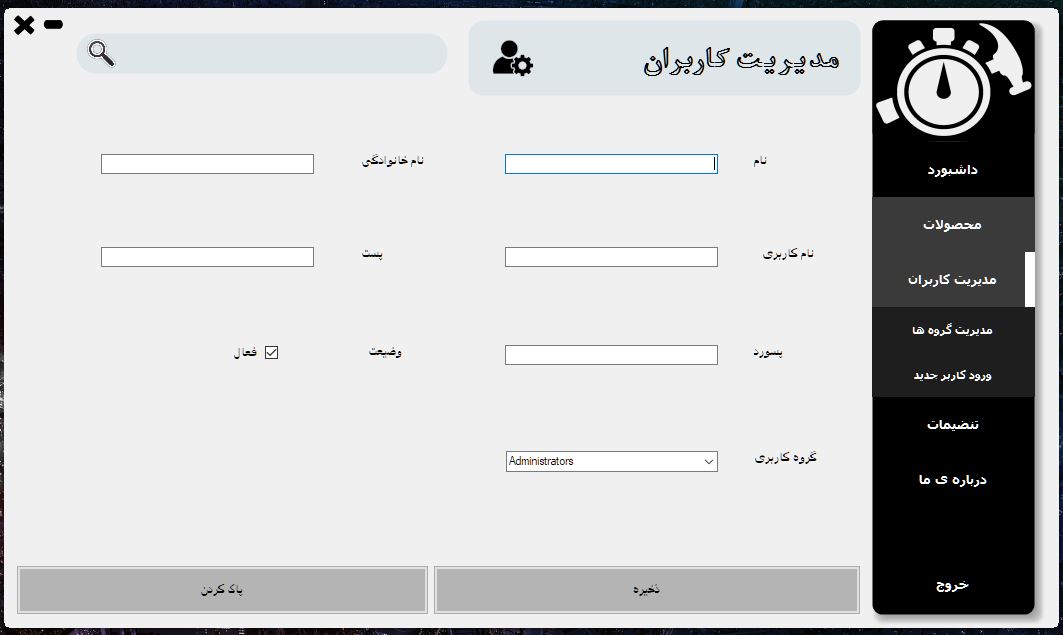 مدیریت کاربران
نام
نام خانوادگی
نام کاربری
پست
پسورد
وضیعت
فعال
گروه کاربری
Administrators
ذخیره
پاک کردن
داشبورد
محصولات
مدیریت کاربران
مدیریت گروه ها
ورود کاربر جدید
تنضیمات
درباره ی ما
خروج